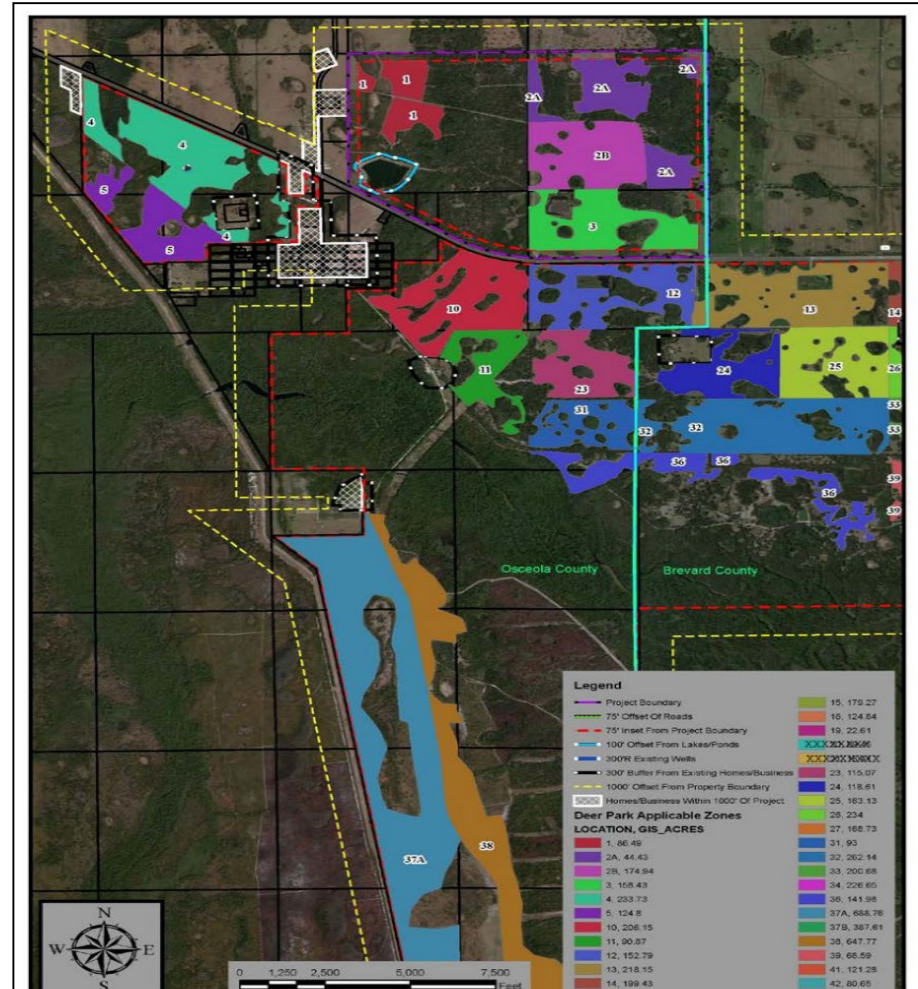 1
1
1
2A
2A
2A
2B
2A
3
4
4
5
5
4
10
12
13
14
11
23
24
25
26
31
32
32
33
33
36
36
36
39
39
Osceola County
Brevard County
37A
38
N
W
E
S
0 1,250 2,500 5,000 7,500
Feet
Legend
Project Boundary
75' Offset Of Roads
75' Inset From Project Boundary
100' Offset From Lakes/Ponds
300'R Existing Wells
300' Buffer From Existing Homes/Business
1000' Offset From Property Boundary
Homes/Business Within 1000' Of Project
Deer Park Applicable Zones
LOCATION, GIS_ACRES
1, 86.49
2A, 44.43
2B, 174.94
3, 158.43
4, 233.73
5, 124.8
10, 206.15
11, 90.87
12, 152.79
13, 218.15
14, 199.43
15, 179.27
16, 124.84
19, 22.61
23, 115.07
24, 118.61
25, 163.13
26, 234
27, 168.73
31, 93
32, 262.14
33, 200.68
34, 226.65
36, 141.98
37A, 688.76
37B, 387.61
38, 647.77
39, 68.59
41, 121.28
42, 80.65